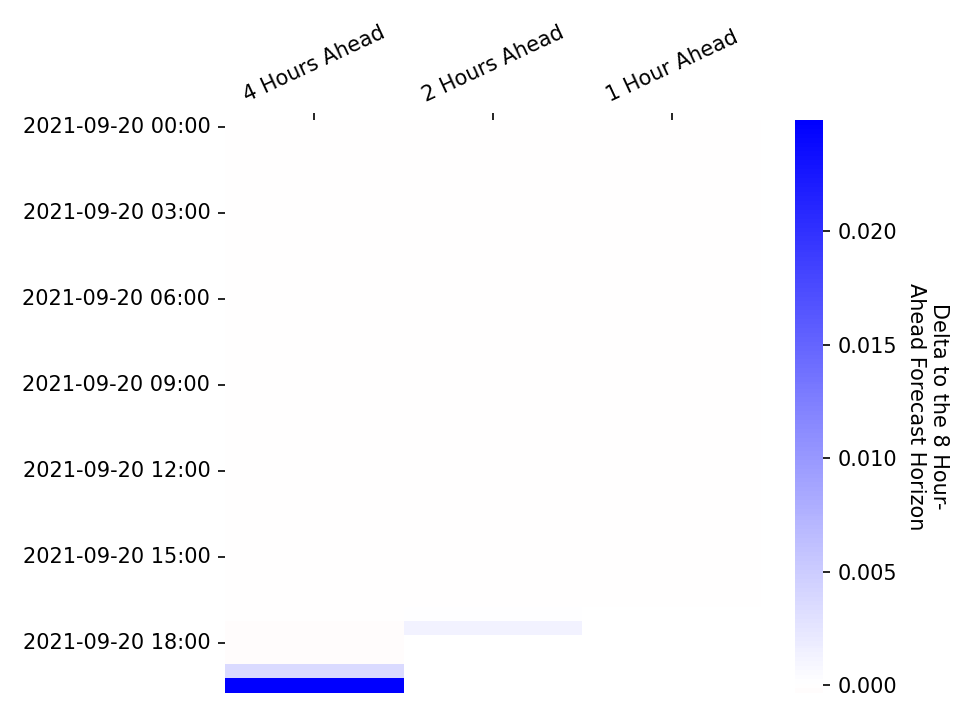 4 Hours Ahead
2 Hours Ahead
1 Hour Ahead
2021-09-20 00:00
2021-09-20 03:00
2021-09-20 06:00
2021-09-20 09:00
2021-09-20 12:00
2021-09-20 15:00
2021-09-20 18:00
0.020
0.015
0.010
0.005
0.000
Delta to the 8 Hour-
Ahead Forecast Horizon